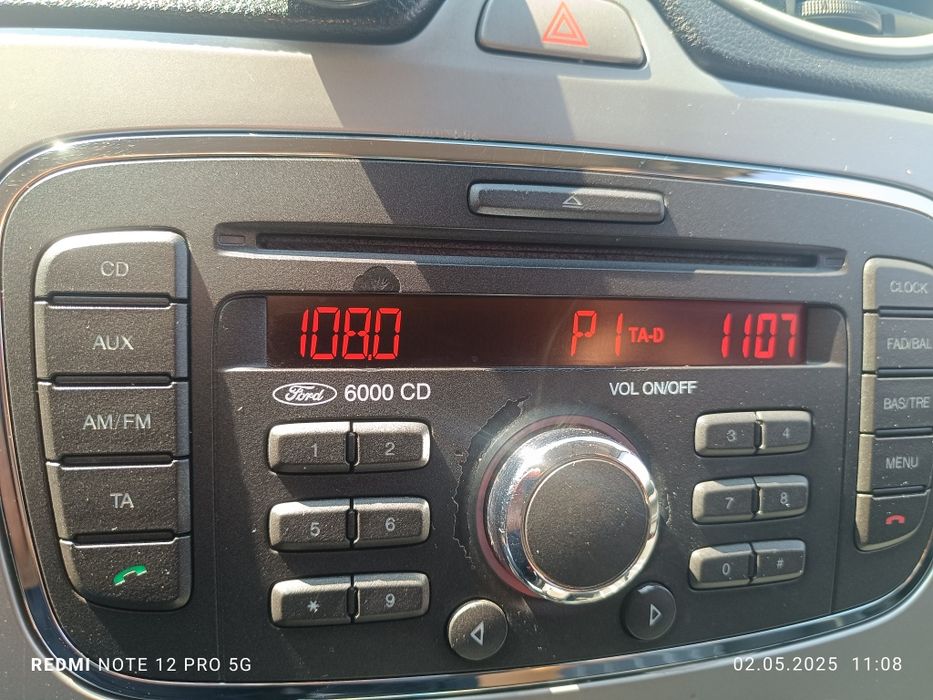 CD
AUX
AM/FM
TA
108.0 P1 TA-D 1107
Ford 6000 CD
VOL ON/OFF
1 2
5 6
* 9
3 4
7 8
0 #
CLOCK
FAD/BAL
BAS/TRE
MENU
REDMI NOTE 12 PRO 5G
02.05.2025 11:08